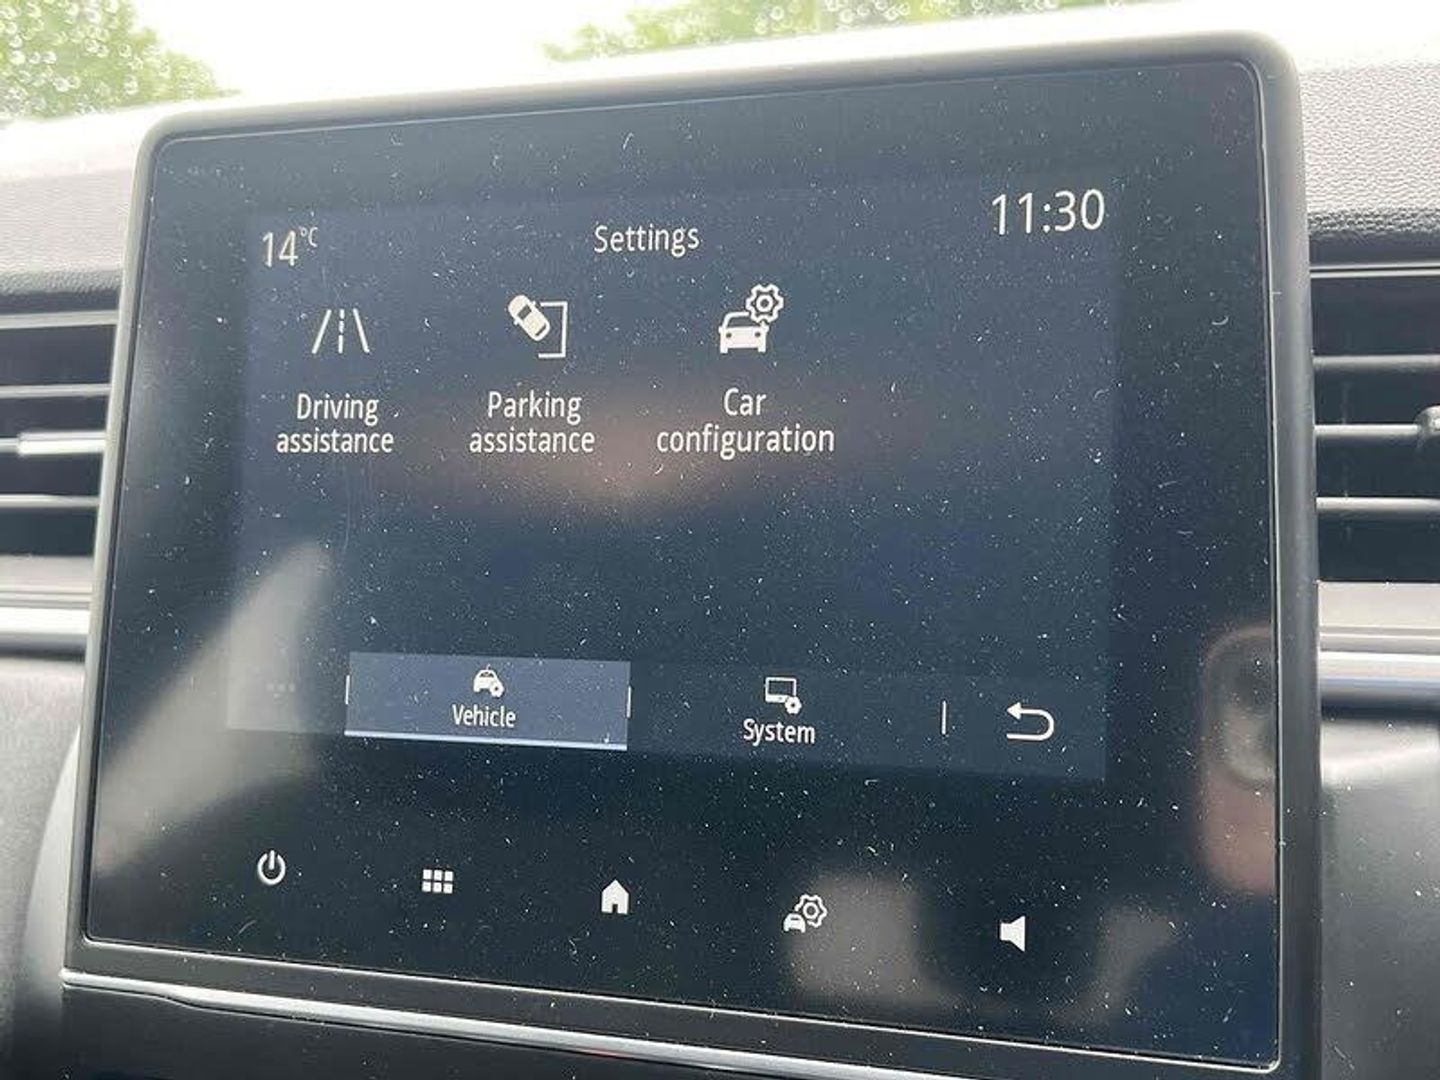 14°C
Settings
11:30
Driving
assistance
Parking
assistance
Car
configuration
Vehicle
System